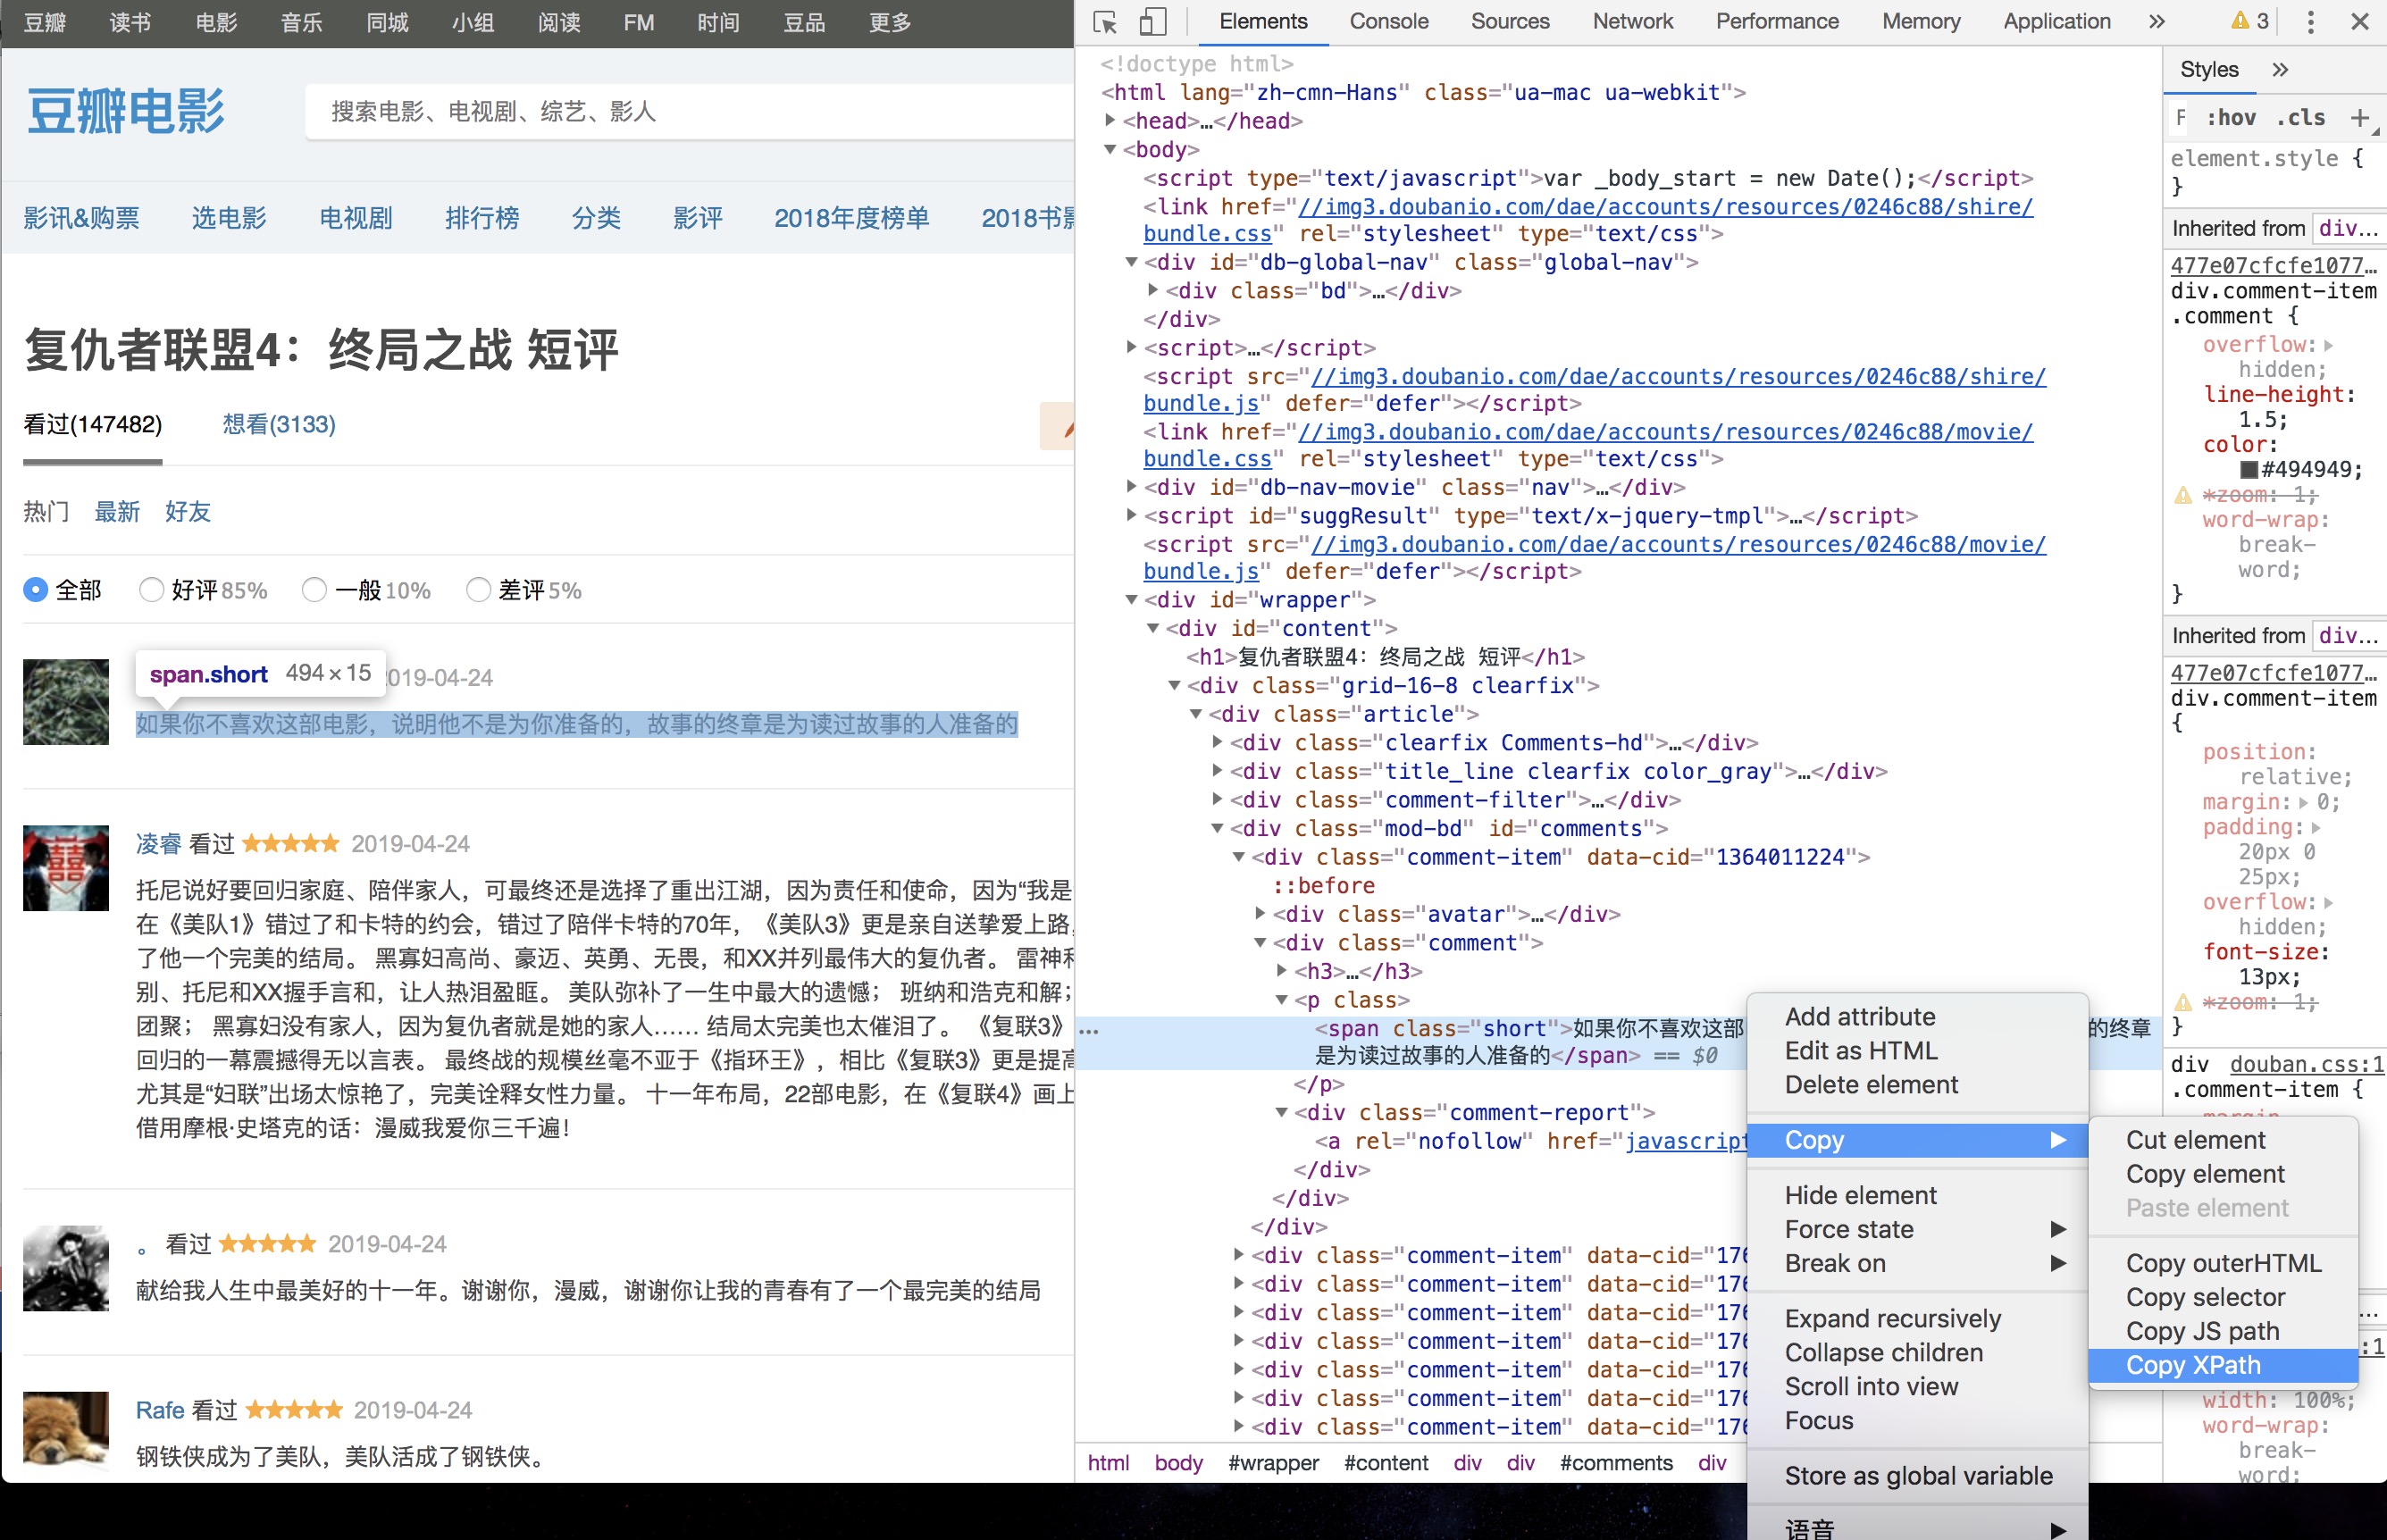 豆瓣 读书 电影 音乐 同城 小组 阅读 FM 时间 豆品 更多
豆瓣电影
搜索电影、电视剧、综艺、影人
影讯&购票 选电影 电视剧 排行榜 分类 影评 2018年度榜单 2018书影
复仇者联盟4：终局之战 短评
看过(147482) 想看(3133)
热门 最新 好友
全部 好评 85% 一般 10% 差评 5%
span.short 494 × 15
2019-04-24
如果你不喜欢这部电影，说明他不是为你准备的，故事的终章是为读过故事的人准备的
凌睿 看过 ★★★★★ 2019-04-24
托尼说好要回归家庭、陪伴家人，可最终还是选择了重出江湖，因为责任和使命，因为“我是
在《美队1》错过了和卡特的约会，错过了陪伴卡特的70年，《美队3》更是亲自送挚爱上路，
了他一个完美的结局。 黑寡妇高尚、豪迈、英勇、无畏，和XX并列最伟大的复仇者。 雷神和
别、托尼和XX握手言和，让人热泪盈眶。 美队弥补了一生中最大的遗憾； 班纳和浩克和解；
团聚； 黑寡妇没有家人，因为复仇者就是她的家人…… 结局太完美也太催泪了。 《复联3》
回归的一幕震撼得无以言表。 最终战的规模丝毫不亚于《指环王》，相比《复联3》更是提高
尤其是“妇联”出场太惊艳了，完美诠释女性力量。 十一年布局，22部电影，在《复联4》画上
借用摩根·史塔克的话：漫威我爱你三千遍！
。 看过 ★★★★★ 2019-04-24
献给我人生中最美好的十一年。谢谢你，漫威，谢谢你让我的青春有了一个最完美的结局
Rafe 看过 ★★★★★ 2019-04-24
钢铁侠成为了美队，美队活成了钢铁侠。
Elements Console Sources Network Performance Memory Application » 3
<!doctype html>
<html lang="zh-cmn-Hans" class="ua-mac ua-webkit">
<head>…</head>
<body>
<script type="text/javascript">var _body_start = new Date();</script>
<link href="//img3.doubanio.com/dae/accounts/resources/0246c88/shire/
bundle.css" rel="stylesheet" type="text/css">
<div id="db-global-nav" class="global-nav">
<div class="bd">…</div>
</div>
<script>…</script>
<script src="//img3.doubanio.com/dae/accounts/resources/0246c88/shire/
bundle.js" defer="defer"></script>
<link href="//img3.doubanio.com/dae/accounts/resources/0246c88/movie/
bundle.css" rel="stylesheet" type="text/css">
<div id="db-nav-movie" class="nav">…</div>
<script id="suggResult" type="text/x-jquery-tmpl">…</script>
<script src="//img3.doubanio.com/dae/accounts/resources/0246c88/movie/
bundle.js" defer="defer"></script>
<div id="wrapper">
<div id="content">
<h1>复仇者联盟4：终局之战 短评</h1>
<div class="grid-16-8 clearfix">
<div class="article">
<div class="clearfix Comments-hd">…</div>
<div class="title_line clearfix color_gray">…</div>
<div class="comment-filter">…</div>
<div class="mod-bd" id="comments">
<div class="comment-item" data-cid="1364011224">
::before
<div class="avatar">…</div>
<div class="comment">
<h3>…</h3>
<p class>
<span class="short">如果你不喜欢这部 的终章
是为读过故事的人准备的</span> == $0
</p>
<div class="comment-report">
<a rel="nofollow" href="javascript
</div>
</div>
</div>
<div class="comment-item" data-cid="176
<div class="comment-item" data-cid="176
<div class="comment-item" data-cid="176
<div class="comment-item" data-cid="176
<div class="comment-item" data-cid="176
<div class="comment-item" data-cid="176
<div class="comment-item" data-cid="176
html body #wrapper #content div div #comments div
Add attribute
Edit as HTML
Delete element
Copy
Hide element
Force state
Break on
Expand recursively
Collapse children
Scroll into view
Focus
Store as global variable
语音
Cut element
Copy element
Paste element
Copy outerHTML
Copy selector
Copy JS path
Copy XPath
Styles »
F :hov .cls +
element.style {
}
Inherited from div…
477e07cfcfe1077…
div.comment-item
.comment {
overflow:
hidden;
line-height:
1.5;
color:
#494949;
*zoom: 1;
word-wrap:
break-
word;
}
Inherited from div…
477e07cfcfe1077…
div.comment-item
{
position:
relative;
margin: 0;
padding:
20px 0
25px;
overflow:
hidden;
font-size:
13px;
*zoom: 1;
}
div douban.css:1
.comment-item {
…
:1
width: 100%;
word-wrap:
break-
word;